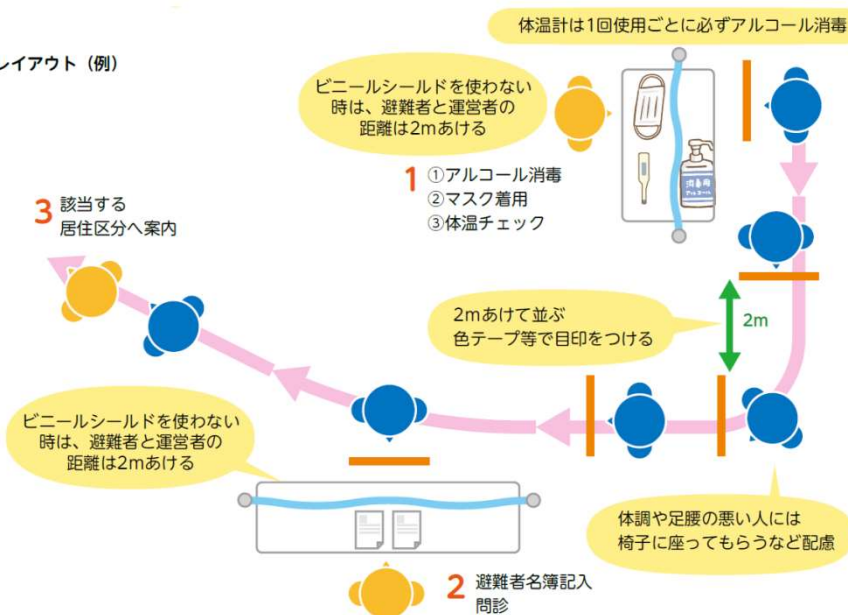 体温計は1回使用ごとに必ずアルコール消毒
レイアウト（例）
ビニールシールドを使わない
時は、避難者と運営者の
距離は2mあける
消毒用
アルコール
1 ①アルコール消毒
②マスク着用
③体温チェック
3 該当する
居住区分へ案内
2mあけて並ぶ
色テープ等で目印をつける
2m
ビニールシールドを使わない
時は、避難者と運営者の
距離は2mあける
体調や足腰の悪い人には
椅子に座ってもらうなど配慮
2 避難者名簿記入
問診